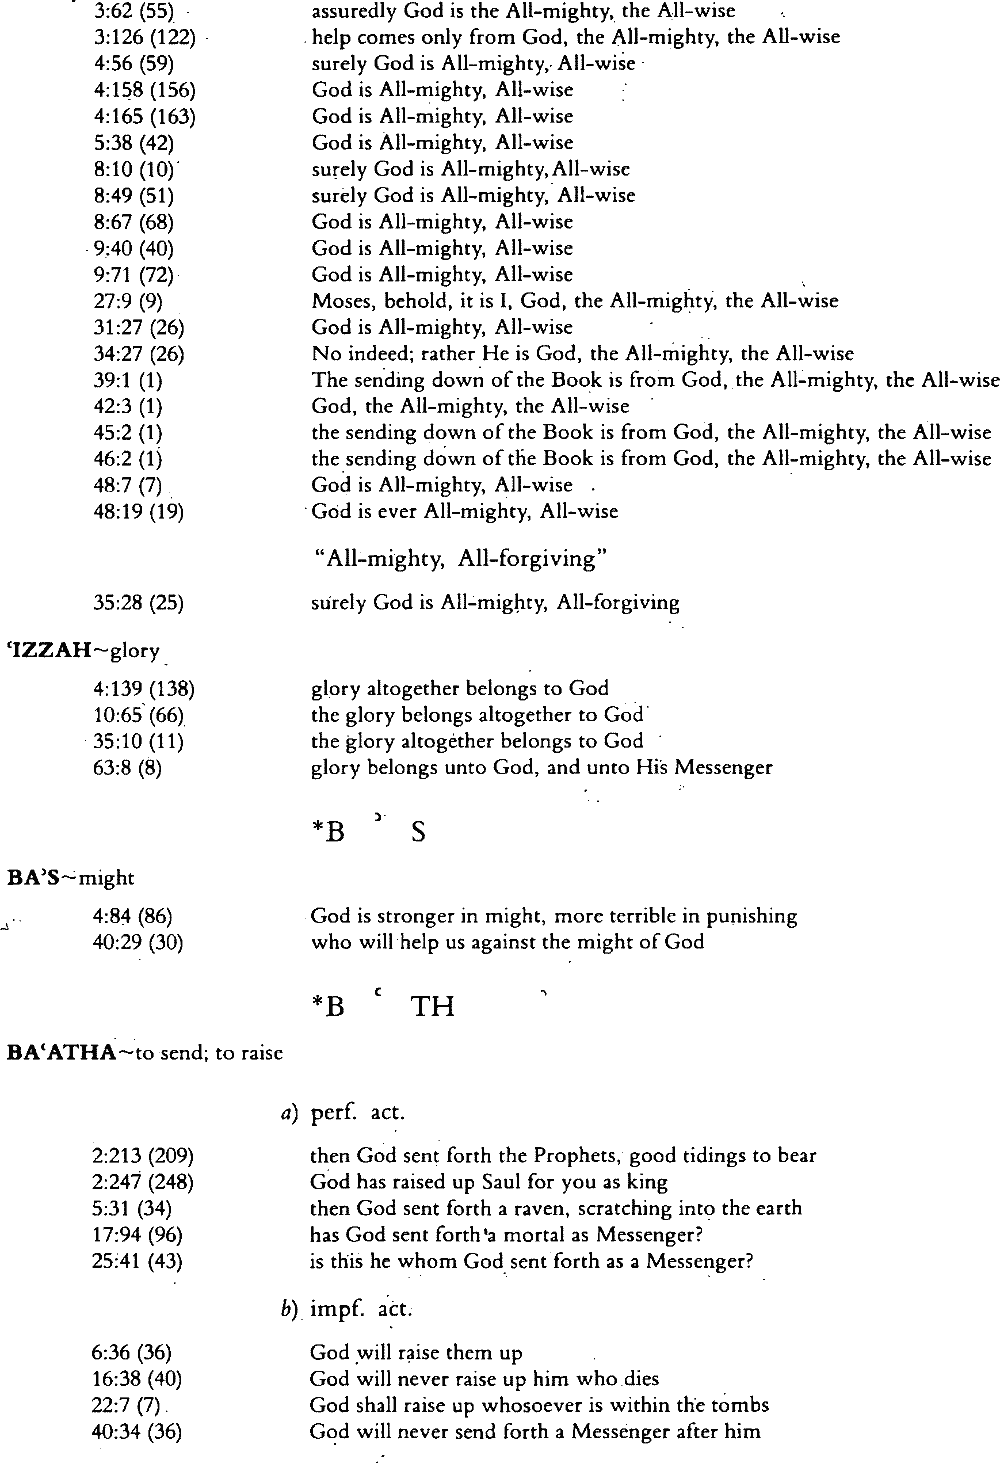 3:62 (55) assuredly God is the All-mighty, the All-wise
3:126 (122) help comes only from God, the All-mighty, the All-wise
4:56 (59) surely God is All-mighty, All-wise
4:158 (156) God is All-mighty, All-wise
4:165 (163) God is All-mighty, All-wise
5:38 (42) God is All-mighty, All-wise
8:10 (10) surely God is All-mighty, All-wise
8:49 (51) surely God is All-mighty, All-wise
8:67 (68) God is All-mighty, All-wise
9:40 (40) God is All-mighty, All-wise
9:71 (72) God is All-mighty, All-wise
27:9 (9) Moses, behold, it is I, God, the All-mighty, the All-wise
31:27 (26) God is All-mighty, All-wise
34:27 (26) No indeed; rather He is God, the All-mighty, the All-wise
39:1 (1) The sending down of the Book is from God, the All-mighty, the All-wise
42:3 (1) God, the All-mighty, the All-wise
45:2 (1) the sending down of the Book is from God, the All-mighty, the All-wise
46:2 (1) the sending down of the Book is from God, the All-mighty, the All-wise
48:7 (7) God is All-mighty, All-wise
48:19 (19) God is ever All-mighty, All-wise
“All-mighty, All-forgiving”
35:28 (25) surely God is All-mighty, All-forgiving
ʿIZZAH~glory
4:139 (138) glory altogether belongs to God
10:65 (66) the glory belongs altogether to God
35:10 (11) the glory altogether belongs to God
63:8 (8) glory belongs unto God, and unto His Messenger
*B ʾ S
BAʾS~might
4:84 (86) God is stronger in might, more terrible in punishing
40:29 (30) who will help us against the might of God
*B ʿ TH
BAʿATHA~to send; to raise
a) perf. act.
2:213 (209) then God sent forth the Prophets, good tidings to bear
2:247 (248) God has raised up Saul for you as king
5:31 (34) then God sent forth a raven, scratching into the earth
17:94 (96) has God sent forth a mortal as Messenger?
25:41 (43) is this he whom God sent forth as a Messenger?
b) impf. act.
6:36 (36) God will raise them up
16:38 (40) God will never raise up him who dies
22:7 (7) God shall raise up whosoever is within the tombs
40:34 (36) God will never send forth a Messenger after him